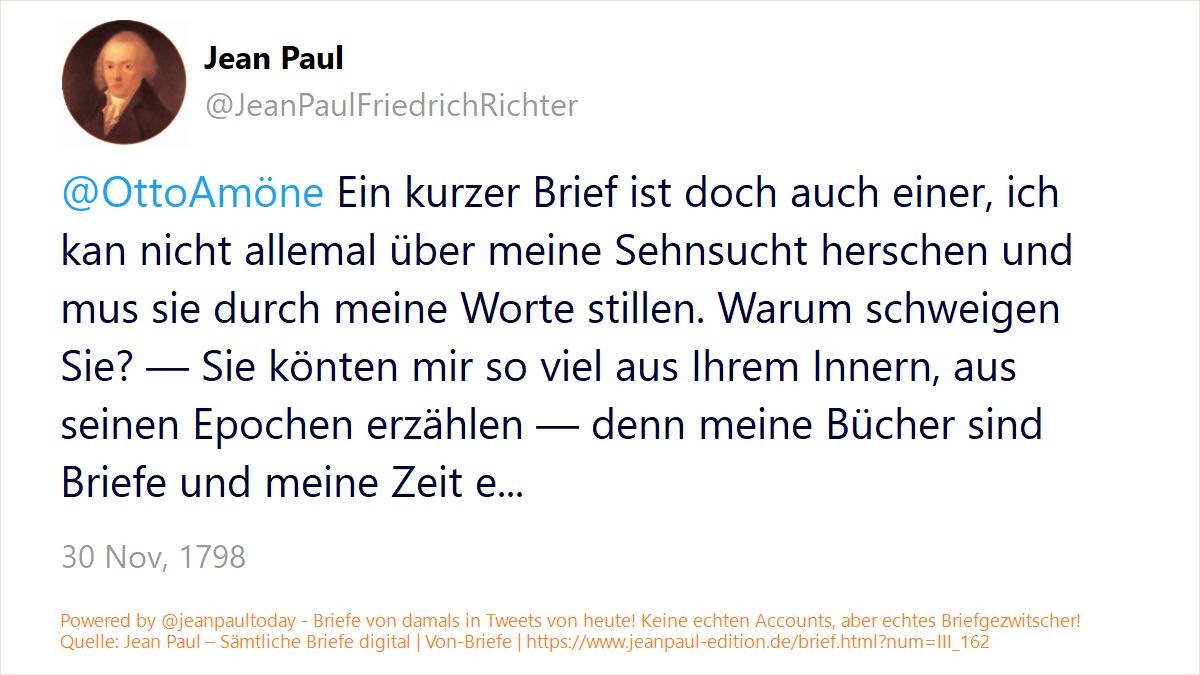 Jean Paul
@JeanPaulFriedrichRichter
@OttoAmöne Ein kurzer Brief ist doch auch einer, ich
kan nicht allemal über meine Sehnsucht herschen und
mus sie durch meine Worte stillen. Warum schweigen
Sie? — Sie könten mir so viel aus Ihrem Innern, aus
seinen Epochen erzählen — denn meine Bücher sind
Briefe und meine Zeit e...
30 Nov, 1798
Powered by @jeanpaultoday - Briefe von damals in Tweets von heute! Keine echten Accounts, aber echtes Briefgezwitscher!
Quelle: Jean Paul – Sämtliche Briefe digital | Von-Briefe | https://www.jeanpaul-edition.de/brief.html?num=III_162